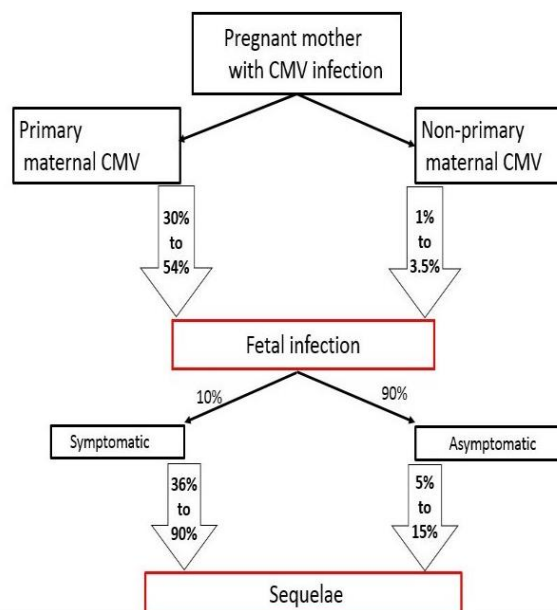 Pregnant mother
with CMV infection
Primary
maternal CMV
Non-primary
maternal CMV
30%
to
54%
1%
to
3.5%
Fetal infection
10%
90%
Symptomatic
Asymptomatic
36%
to
90%
5%
to
15%
Sequelae